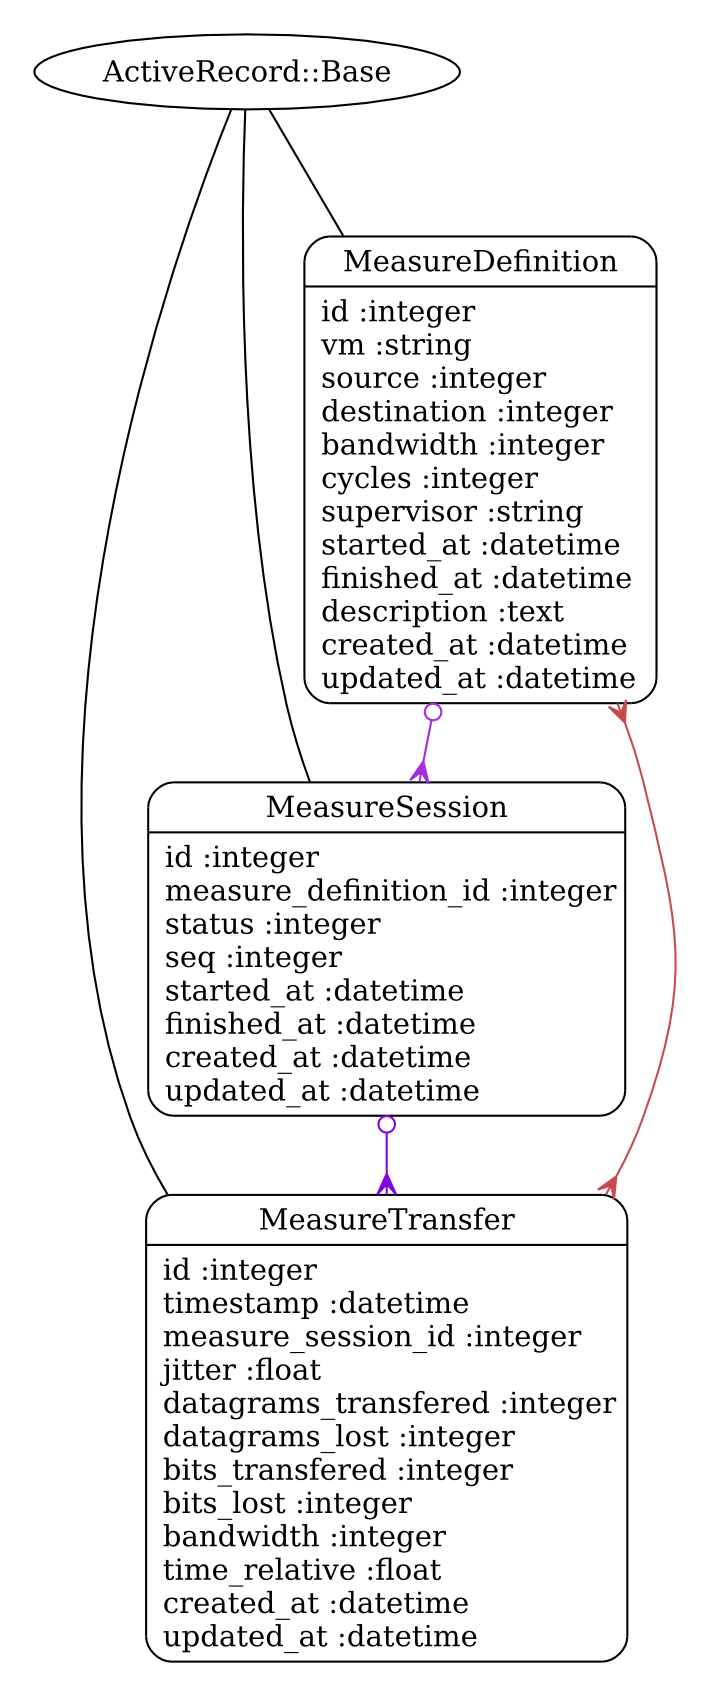 ActiveRecord::Base
MeasureDefinition
id :integer
vm :string
source :integer
destination :integer
bandwidth :integer
cycles :integer
supervisor :string
started_at :datetime
finished_at :datetime
description :text
created_at :datetime
updated_at :datetime
MeasureSession
id :integer
measure_definition_id :integer
status :integer
seq :integer
started_at :datetime
finished_at :datetime
created_at :datetime
updated_at :datetime
MeasureTransfer
id :integer
timestamp :datetime
measure_session_id :integer
jitter :float
datagrams_transfered :integer
datagrams_lost :integer
bits_transfered :integer
bits_lost :integer
bandwidth :integer
time_relative :float
created_at :datetime
updated_at :datetime